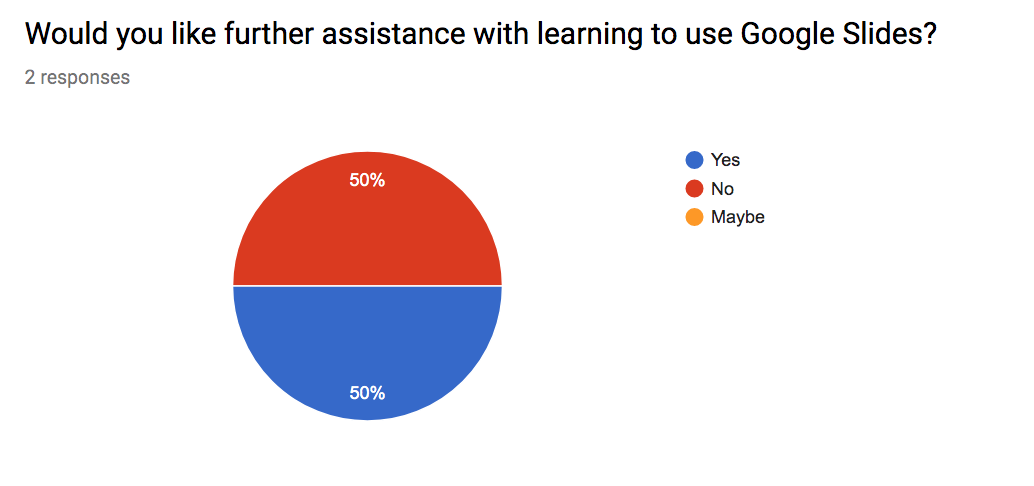 Would you like further assistance with learning to use Google Slides?
2 responses
50%
50%
Yes
No
Maybe